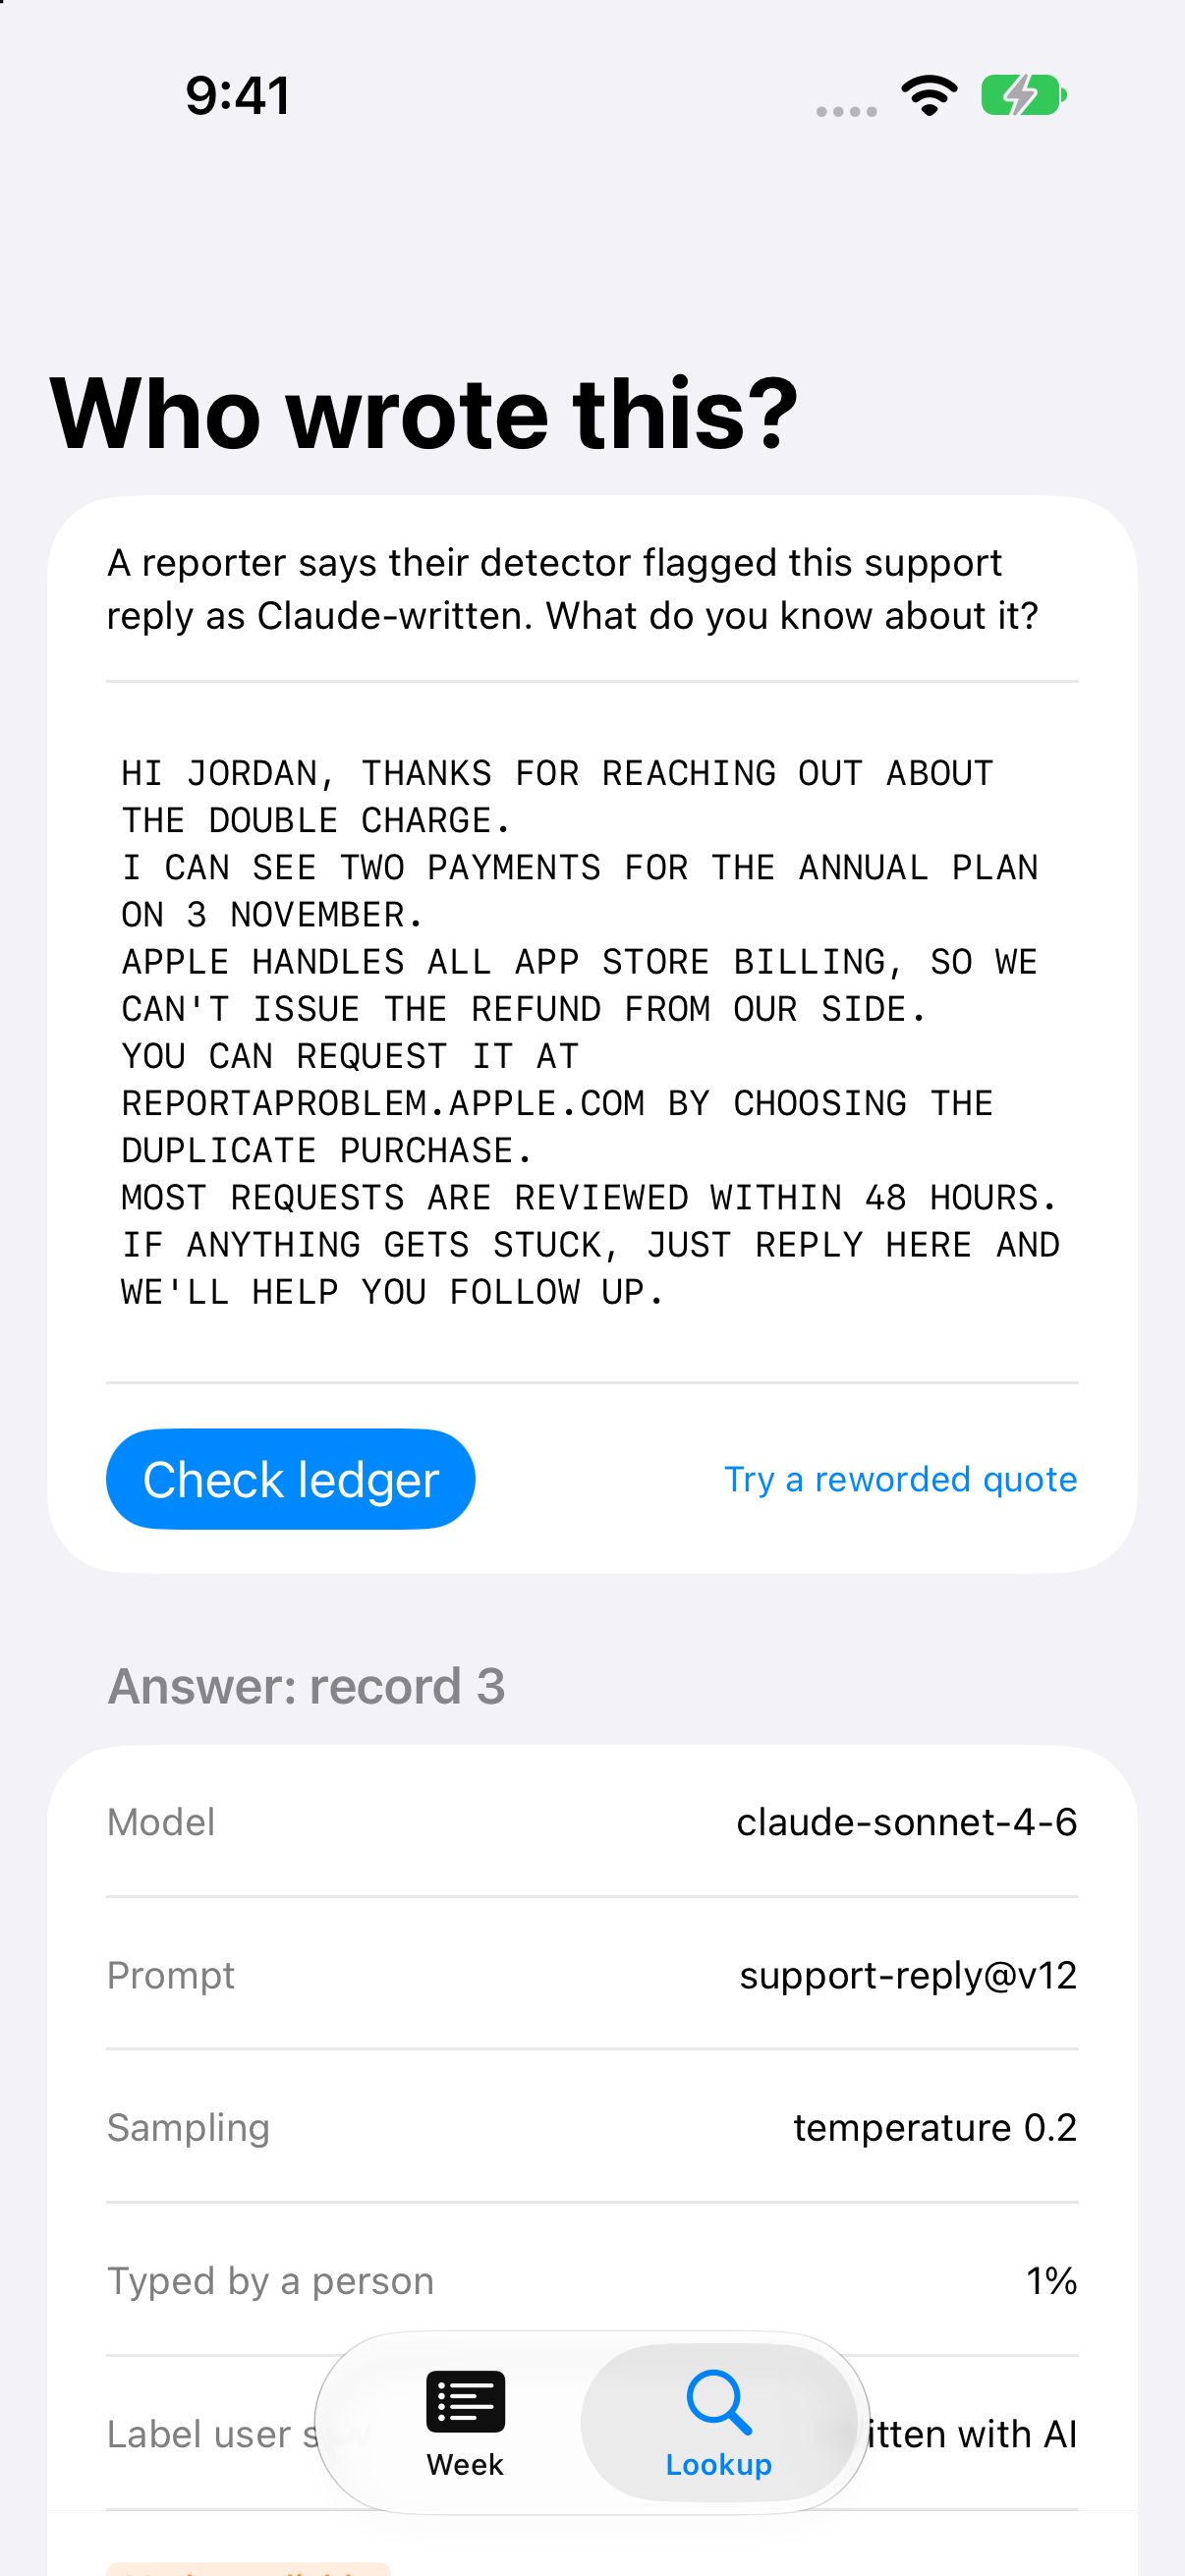 9:41
Who wrote this?
A reporter says their detector flagged this support
reply as Claude-written. What do you know about it?
HI JORDAN, THANKS FOR REACHING OUT ABOUT
THE DOUBLE CHARGE.
I CAN SEE TWO PAYMENTS FOR THE ANNUAL PLAN
ON 3 NOVEMBER.
APPLE HANDLES ALL APP STORE BILLING, SO WE
CAN'T ISSUE THE REFUND FROM OUR SIDE.
YOU CAN REQUEST IT AT
REPORTAPROBLEM.APPLE.COM BY CHOOSING THE
DUPLICATE PURCHASE.
MOST REQUESTS ARE REVIEWED WITHIN 48 HOURS.
IF ANYTHING GETS STUCK, JUST REPLY HERE AND
WE'LL HELP YOU FOLLOW UP.
Check ledger Try a reworded quote
Answer: record 3
Model claude-sonnet-4-6
Prompt support-reply@v12
Sampling temperature 0.2
Typed by a person 1%
Label user with AI
Week Lookup